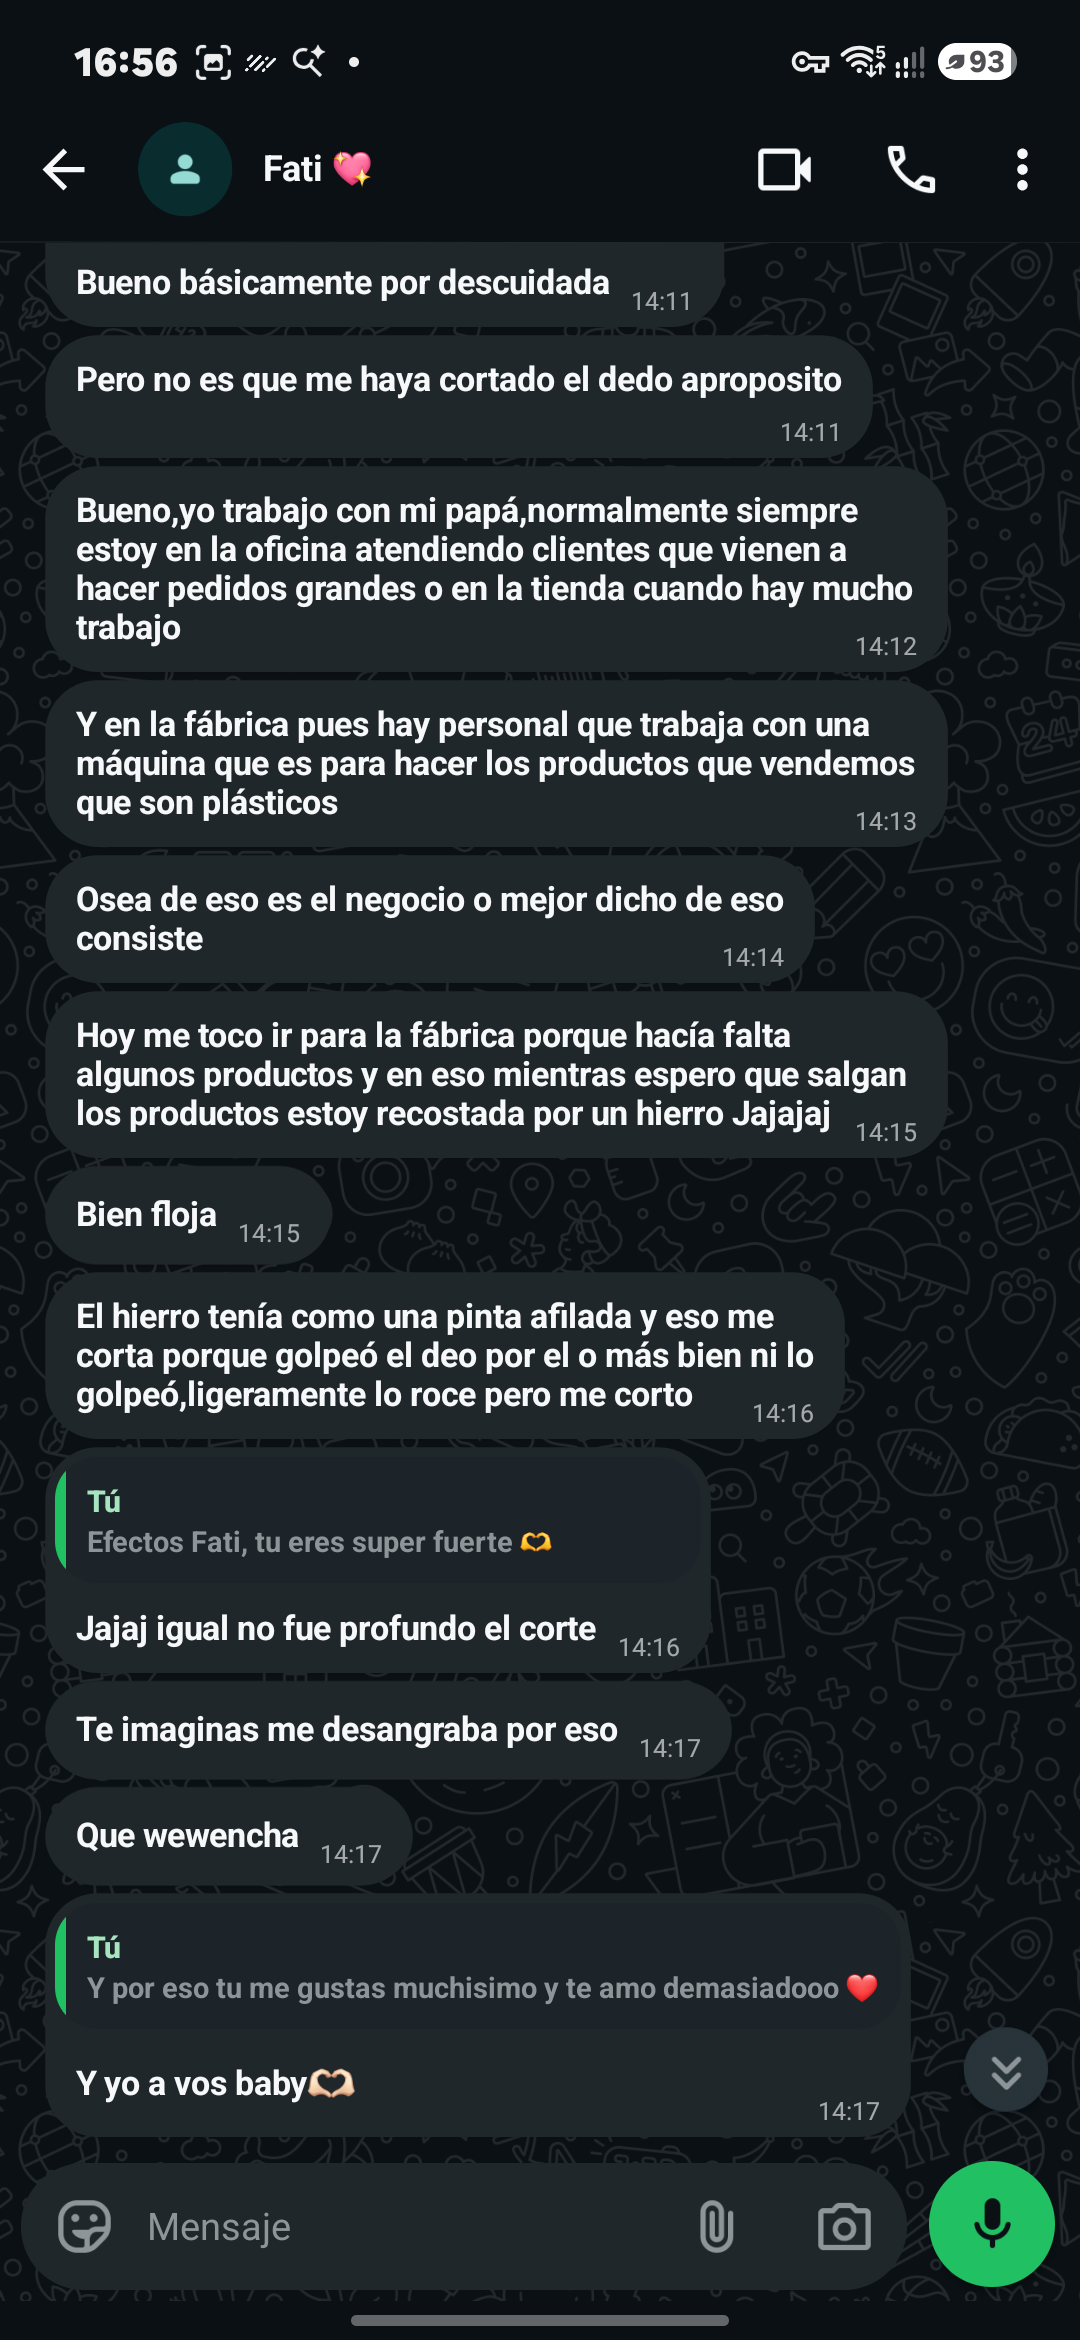 16:56
5
93
Fati 💖
Bueno básicamente por descuidada
14:11
Pero no es que me haya cortado el dedo aproposito
14:11
Bueno,yo trabajo con mi papá,normalmente siempre
estoy en la oficina atendiendo clientes que vienen a
hacer pedidos grandes o en la tienda cuando hay mucho
trabajo
14:12
Y en la fábrica pues hay personal que trabaja con una
máquina que es para hacer los productos que vendemos
que son plásticos
14:13
Osea de eso es el negocio o mejor dicho de eso
consiste
14:14
Hoy me toco ir para la fábrica porque hacía falta
algunos productos y en eso mientras espero que salgan
los productos estoy recostada por un hierro Jajajaj
14:15
Bien floja
14:15
El hierro tenía como una pinta afilada y eso me
corta porque golpeó el deo por el o más bien ni lo
golpeó,ligeramente lo roce pero me corto
14:16
Tú
Efectos Fati, tu eres super fuerte 🫶
Jajaj igual no fue profundo el corte
14:16
Te imaginas me desangraba por eso
14:17
Que wewencha
14:17
Tú
Y por eso tu me gustas muchisimo y te amo demasiadooo ❤️
Y yo a vos baby🫶🏻
14:17
Mensaje